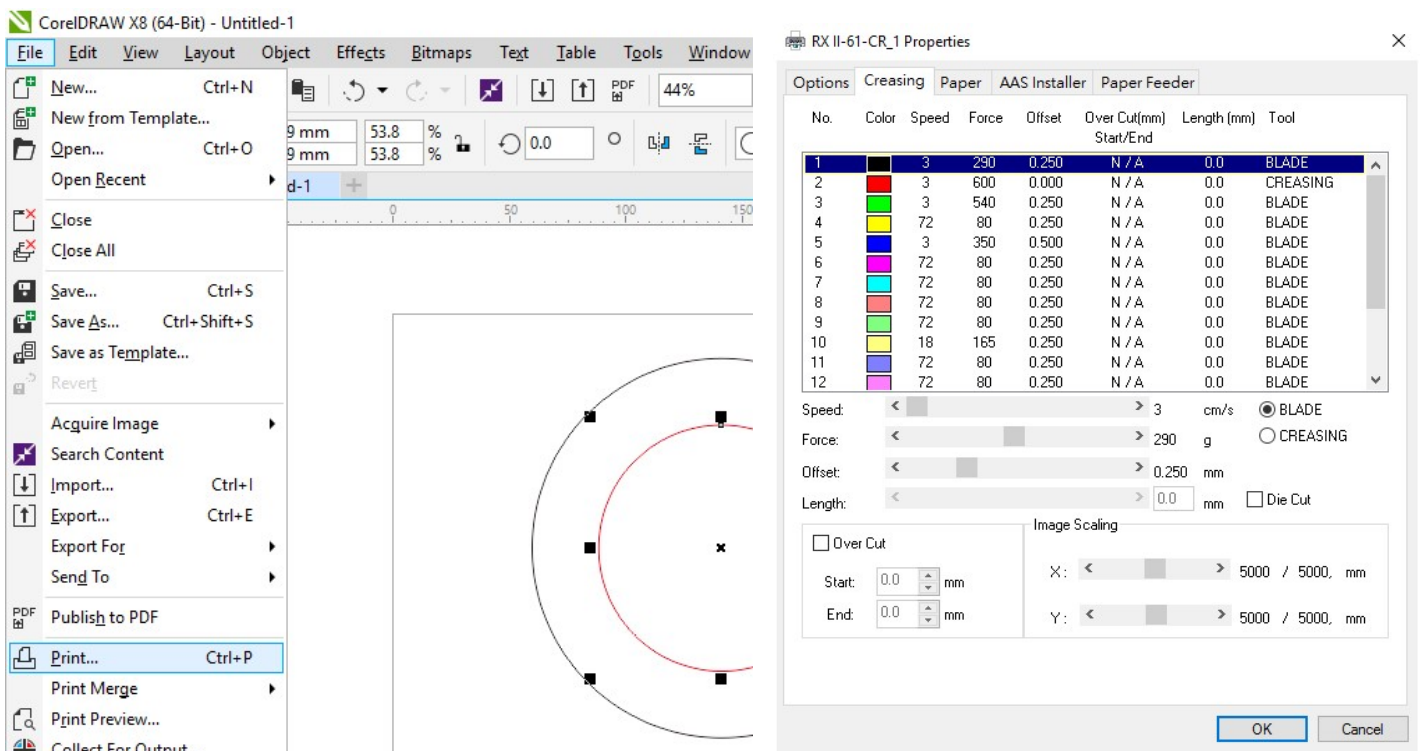 CorelDRAW X8 (64-Bit) - Untitled-1
File Edit View Layout Object Effects Bitmaps Text Table Tools Window
New... Ctrl+N
New from Template...
Open... Ctrl+O
Open Recent
Close
Close All
Save... Ctrl+S
Save As... Ctrl+Shift+S
Save as Template...
Revert
Acquire Image
Search Content
Import... Ctrl+I
Export... Ctrl+E
Export For
Send To
PDF Publish to PDF
Print... Ctrl+P
Print Merge
Print Preview...
Collect For Output...
PDF 44%
9 mm 53.8 % 0.0
9 mm 53.8 %
d-1
0 50 100 150
RX II-61-CR_1 Properties
Options Creasing Paper AAS Installer Paper Feeder
No. Color Speed Force Offset Over Cut(mm) Length (mm) Tool
Start/End
1 3 290 0.250 N / A 0.0 BLADE
2 3 600 0.000 N / A 0.0 CREASING
3 3 540 0.250 N / A 0.0 BLADE
4 72 80 0.250 N / A 0.0 BLADE
5 3 350 0.500 N / A 0.0 BLADE
6 72 80 0.250 N / A 0.0 BLADE
7 72 80 0.250 N / A 0.0 BLADE
8 72 80 0.250 N / A 0.0 BLADE
9 72 80 0.250 N / A 0.0 BLADE
10 18 165 0.250 N / A 0.0 BLADE
11 72 80 0.250 N / A 0.0 BLADE
12 72 80 0.250 N / A 0.0 BLADE
Speed: 3 cm/s BLADE
Force: 290 g CREASING
Offset: 0.250 mm
Length: 0.0 mm Die Cut
Over Cut
Start: 0.0 mm
End: 0.0 mm
Image Scaling
X: 5000 / 5000, mm
Y: 5000 / 5000, mm
OK Cancel